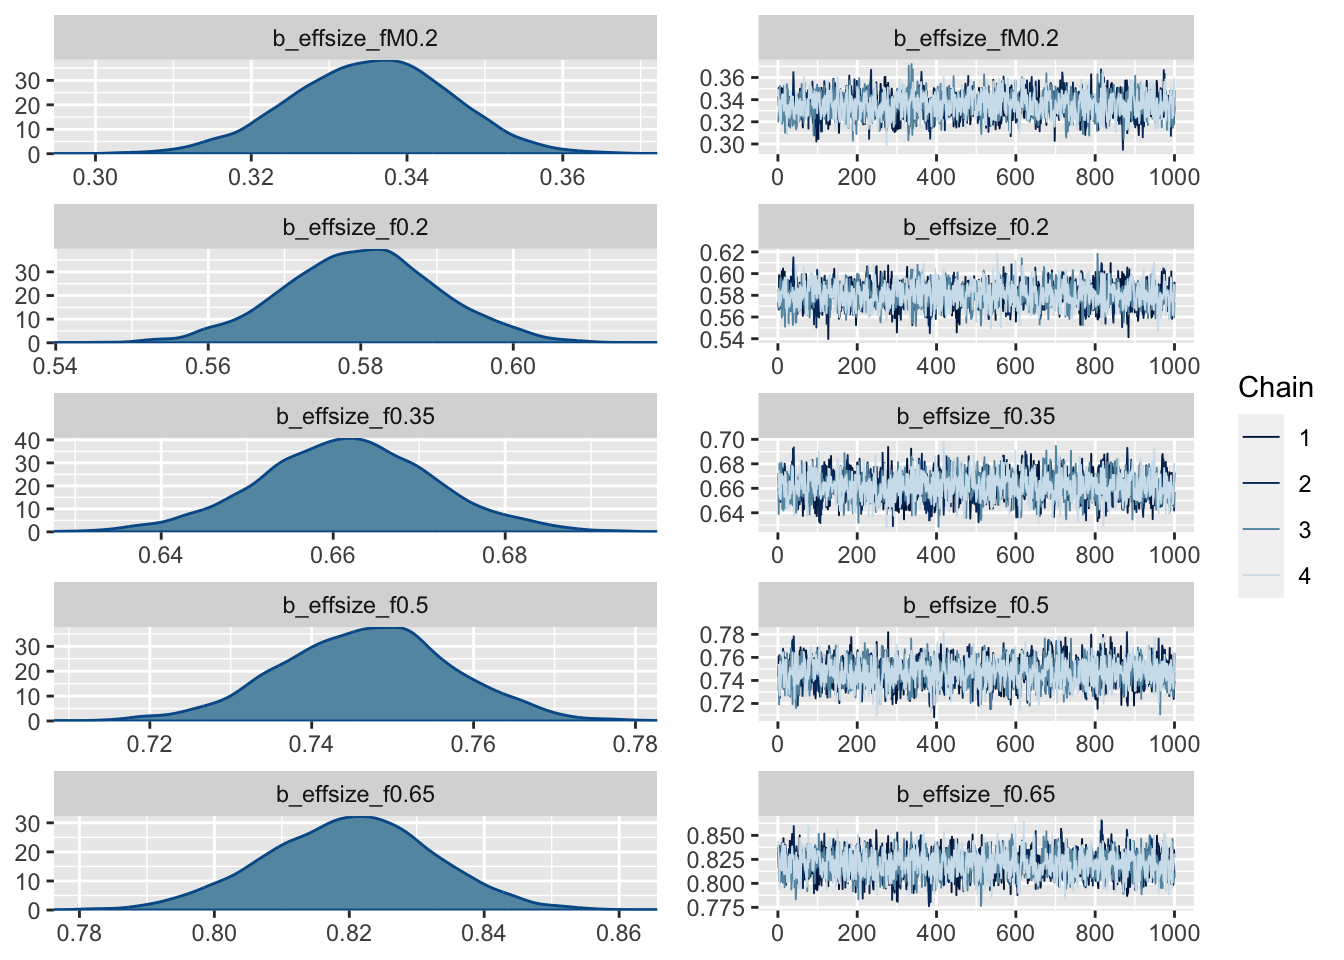 b_effsize_fM0.2
30
20
10
0
0.30 0.32 0.34 0.36
b_effsize_fM0.2
0.36
0.34
0.32
0.30
0 200 400 600 800 1000
b_effsize_f0.2
30
20
10
0
0.54 0.56 0.58 0.60
b_effsize_f0.2
0.62
0.60
0.58
0.56
0.54
0 200 400 600 800 1000
b_effsize_f0.35
40
30
20
10
0
0.64 0.66 0.68
b_effsize_f0.35
0.70
0.68
0.66
0.64
0 200 400 600 800 1000
b_effsize_f0.5
30
20
10
0
0.72 0.74 0.76 0.78
b_effsize_f0.5
0.78
0.76
0.74
0.72
0 200 400 600 800 1000
b_effsize_f0.65
30
20
10
0
0.78 0.80 0.82 0.84 0.86
b_effsize_f0.65
0.850
0.825
0.800
0.775
0 200 400 600 800 1000
Chain
1
2
3
4